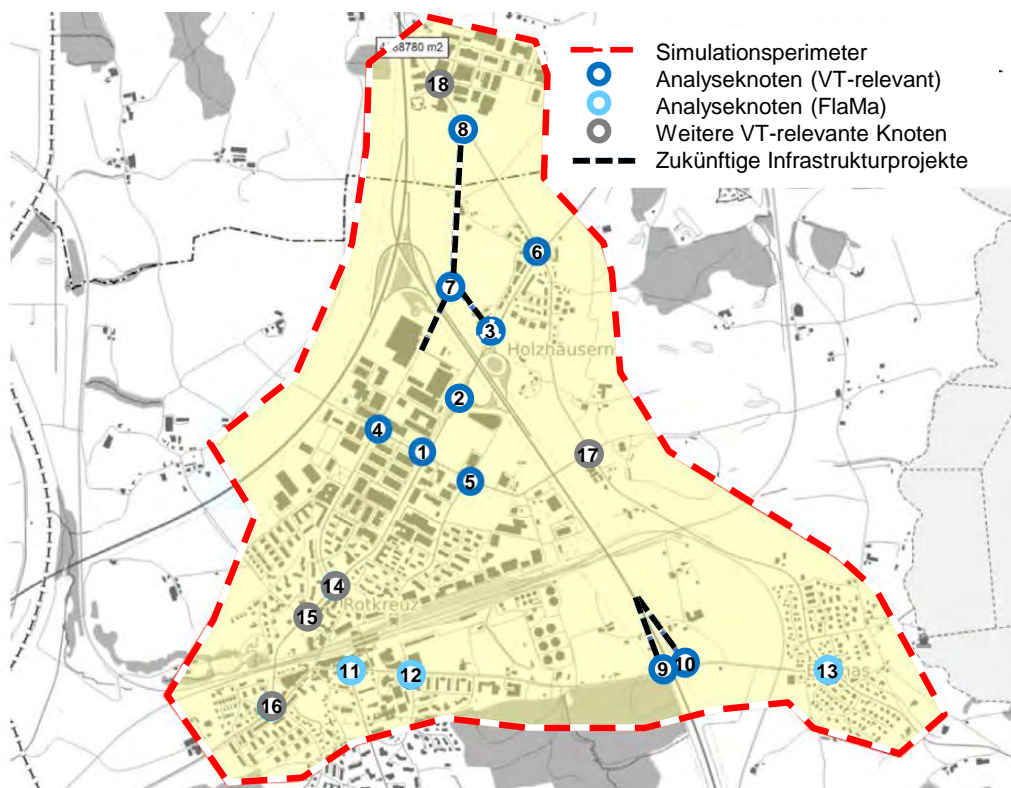 Simulationsperimeter
Analyseknoten (VT-relevant)
Analyseknoten (FlaMa)
Weitere VT-relevante Knoten
Zukünftige Infrastrukturprojekte
88780 m2
18
8
6
7
3
Holzhäusern
2
4
1
17
5
14
Rotkreuz
15
11
12
9
10
13
16